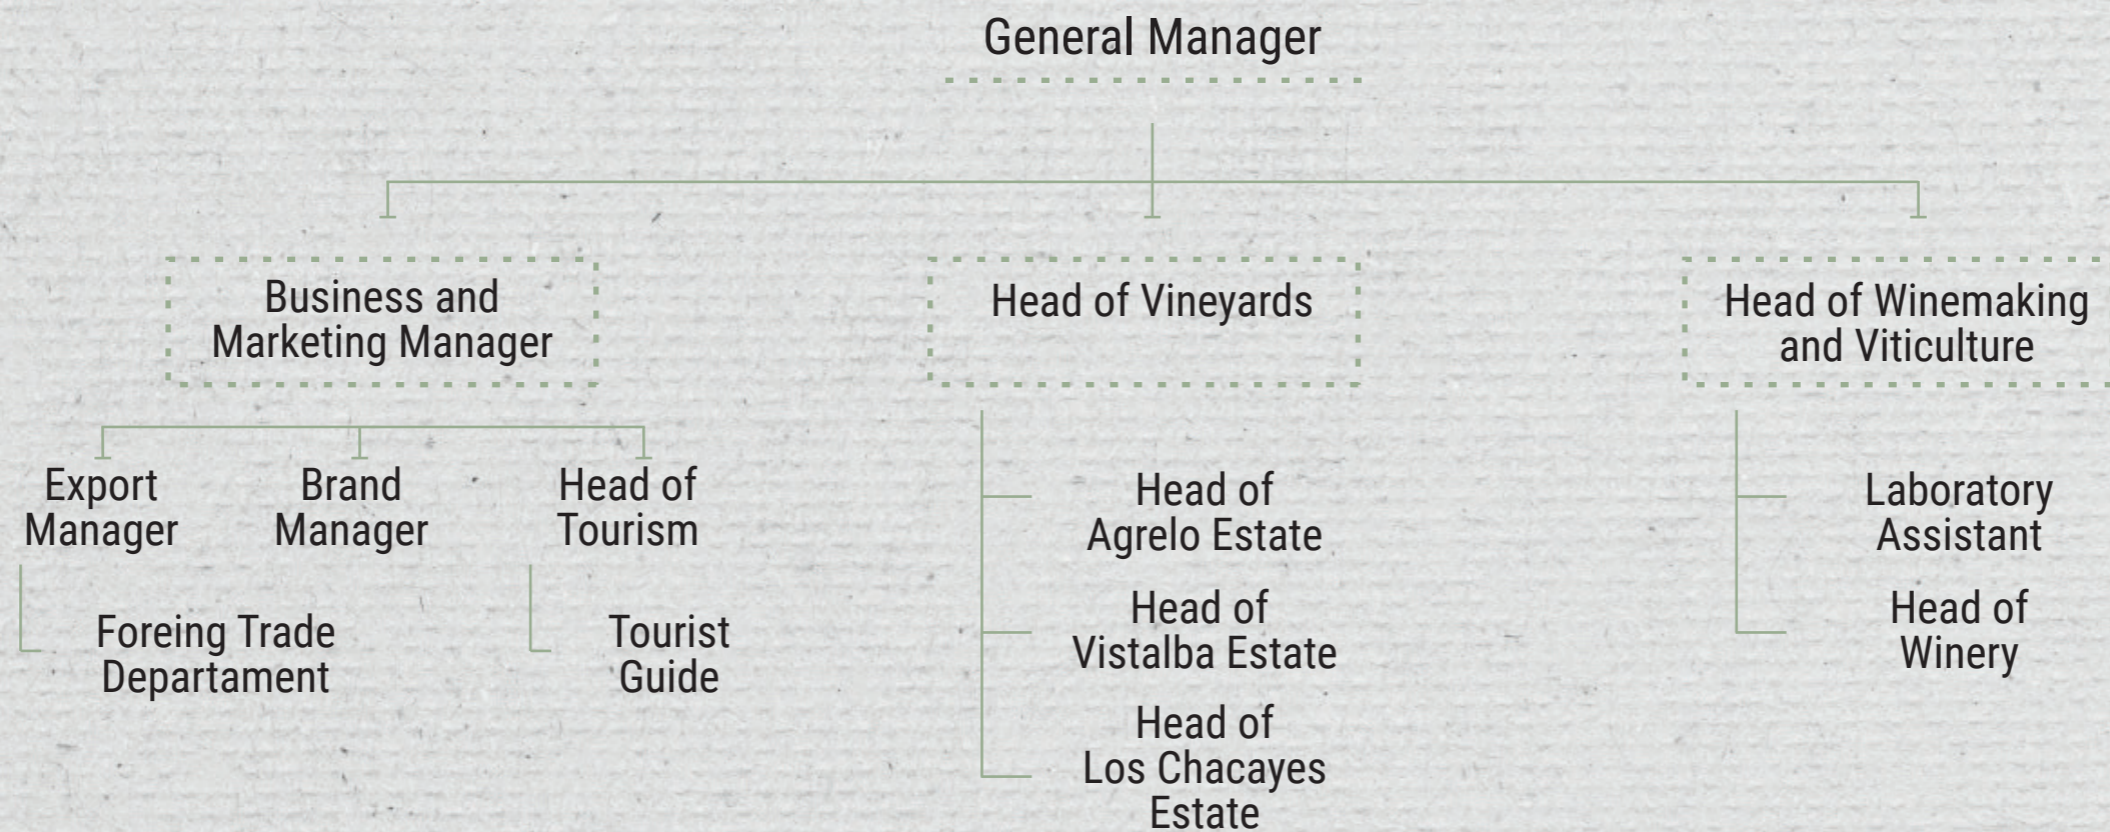 General Manager
Business and
Marketing Manager
Head of Vineyards
Head of Winemaking
and Viticulture
Export
Manager
Brand
Manager
Head of
Tourism
Foreing Trade
Departament
Tourist
Guide
Head of
Agrelo Estate
Head of
Vistalba Estate
Head of
Los Chacayes
Estate
Laboratory
Assistant
Head of
Winery